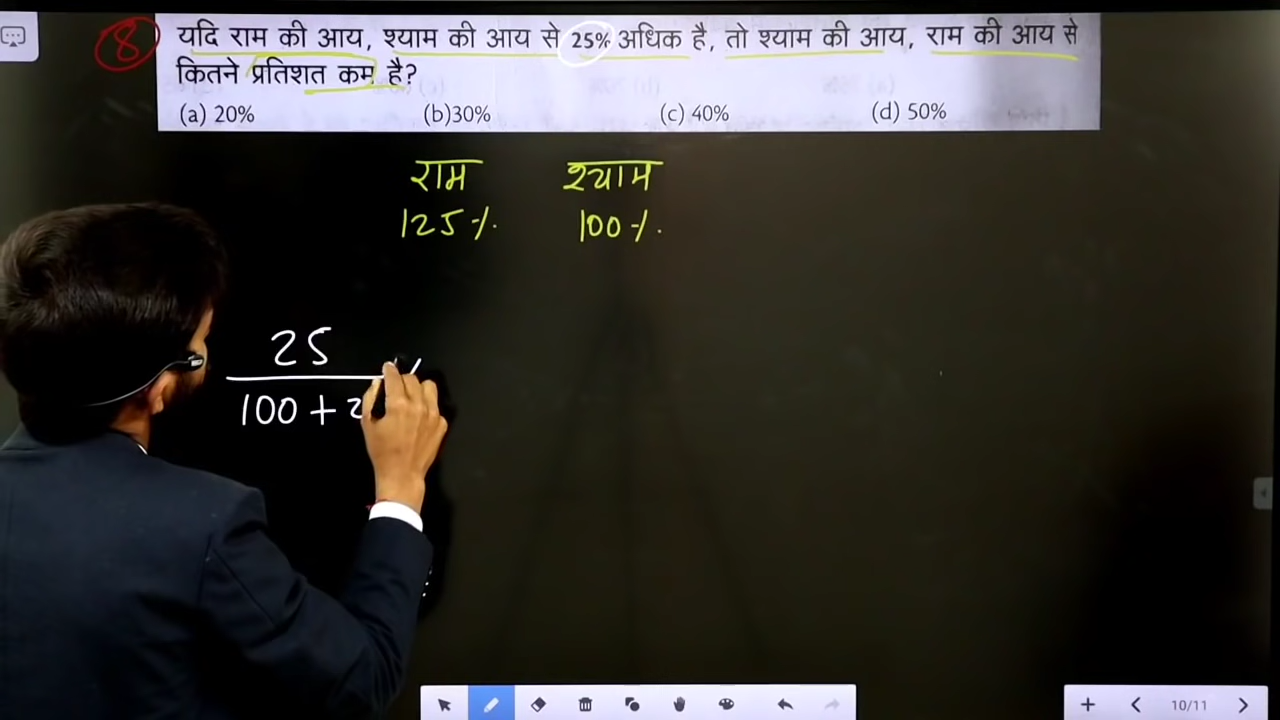 8 यदि राम की आय, श्याम की आय से 25% अधिक है, तो श्याम की आय, राम की आय से
कितने प्रतिशत कम है?
(a) 20% (b)30% (c) 40% (d) 50%
राम श्याम
125% 100%
25
100 + 2
10/11